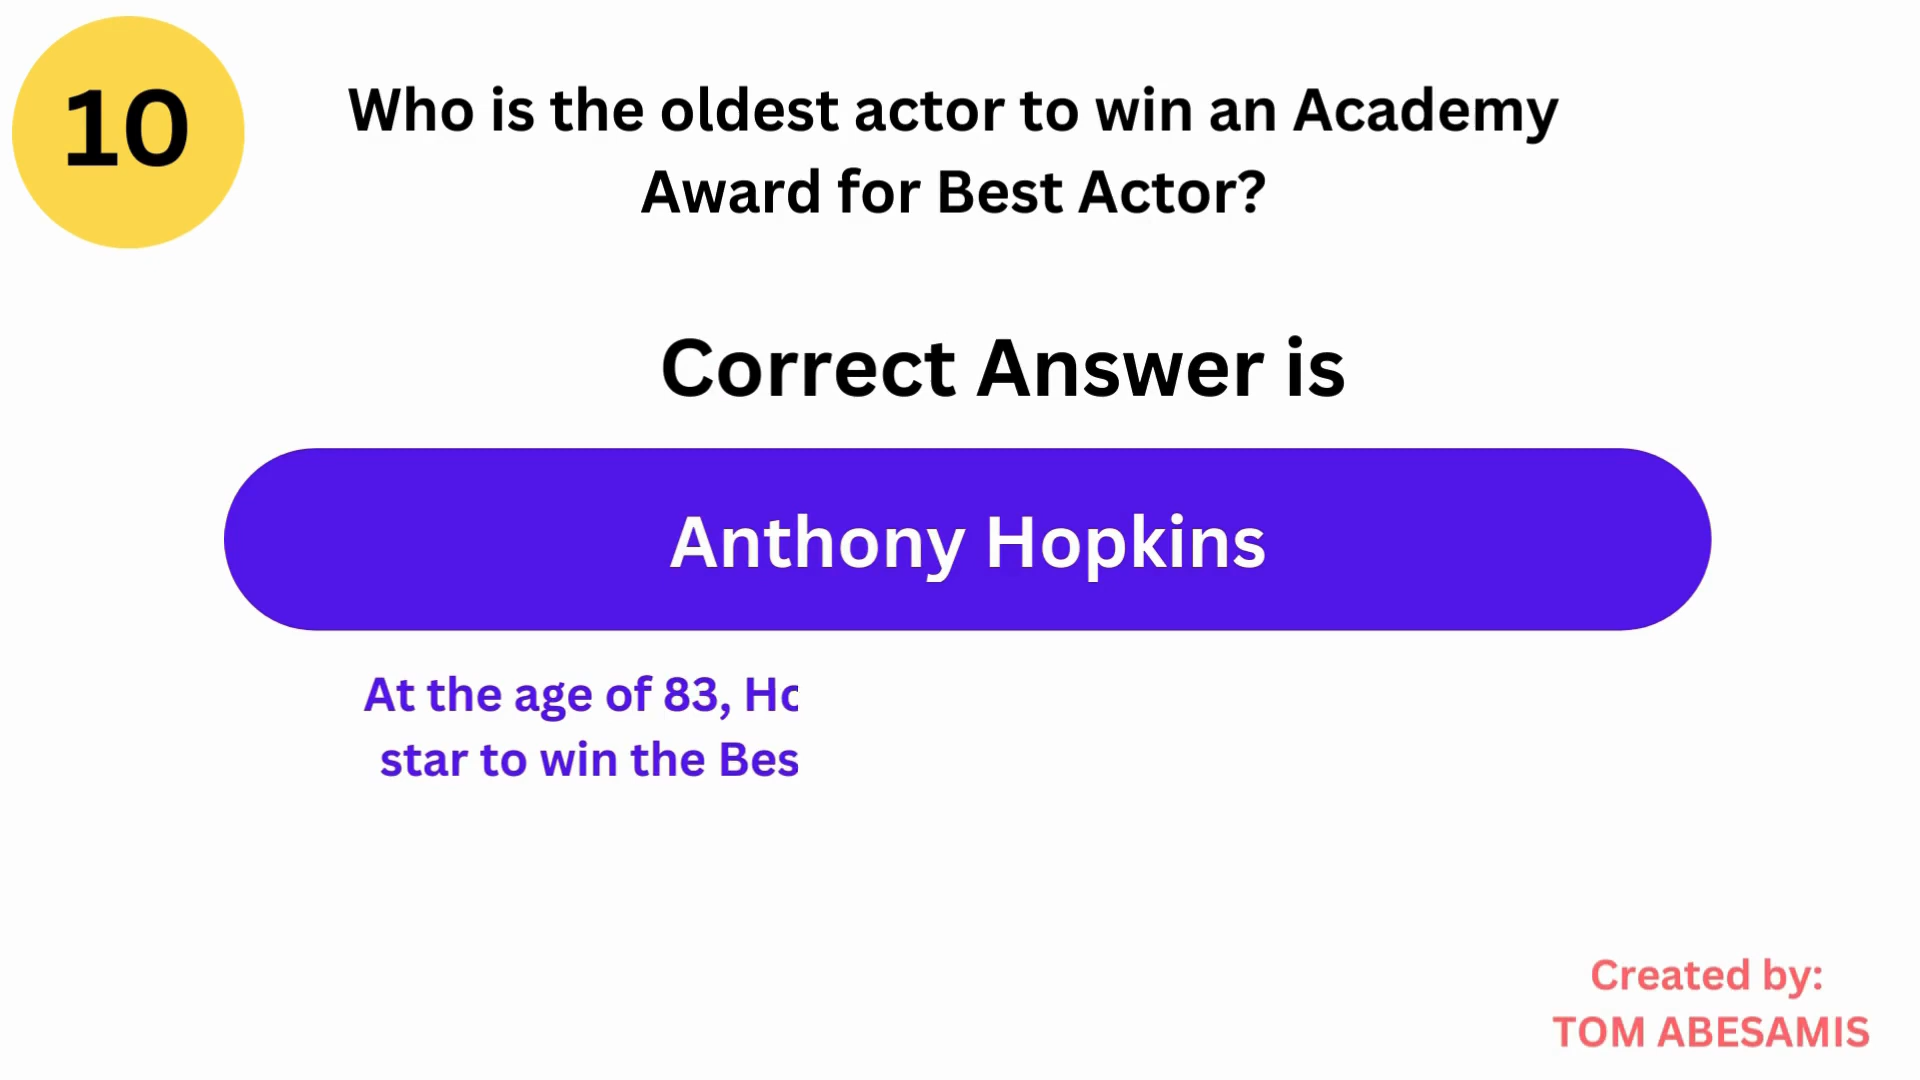 10
Who is the oldest actor to win an Academy
Award for Best Actor?
Correct Answer is
Anthony Hopkins
At the age of 83,
star to win the Bes
Created by:
TOM ABESAMIS